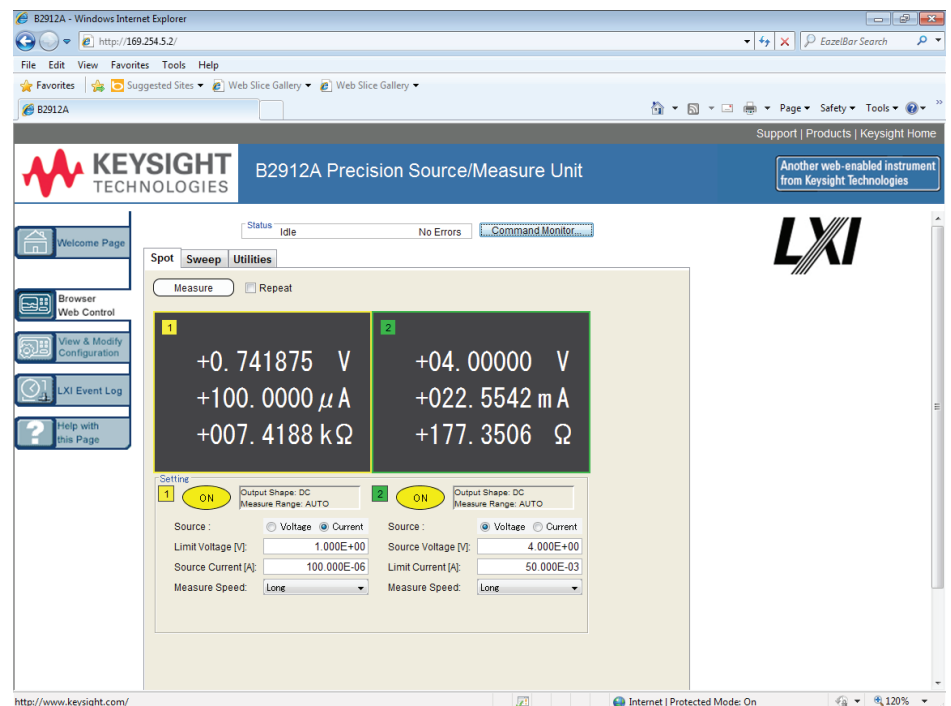 B2912A - Windows Internet Explorer
http://169.254.5.2/
EazelBar Search
File Edit View Favorites Tools Help
Favorites Suggested Sites Web Slice Gallery Web Slice Gallery
B2912A
Page Safety Tools
Support | Products | Keysight Home
KEYSIGHT
TECHNOLOGIES
B2912A Precision Source/Measure Unit
Another web-enabled instrument
from Keysight Technologies
Welcome Page
Browser
Web Control
View & Modify
Configuration
LXI Event Log
Help with
this Page
Status
Idle No Errors Command Monitor...
LXI
Spot Sweep Utilities
Measure Repeat
1
+0.741875 V
+100.0000 μA
+007.4188 kΩ
2
+04.00000 V
+022.5542 mA
+177.3506 Ω
Setting
1 ON Output Shape: DC
Measure Range: AUTO
Source : Voltage Current
Limit Voltage [V]: 1.000E+00
Source Current [A]: 100.000E-06
Measure Speed: Long
2 ON Output Shape: DC
Measure Range: AUTO
Source : Voltage Current
Source Voltage [V]: 4.000E+00
Limit Current [A]: 50.000E-03
Measure Speed: Long
http://www.keysight.com/ Internet | Protected Mode: On 120%